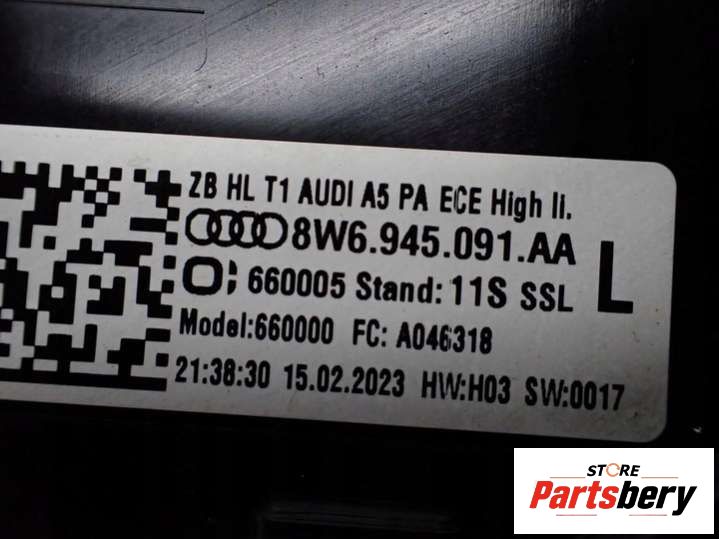 ZB HL T1 AUDI A5 PA ECE High li.
8W6.945.091.AA L
660005 Stand: 11S SSL
Model:660000 FC: A046318
21:38:30 15.02.2023 HW:H03 SW:0017
STORE
Partsbery